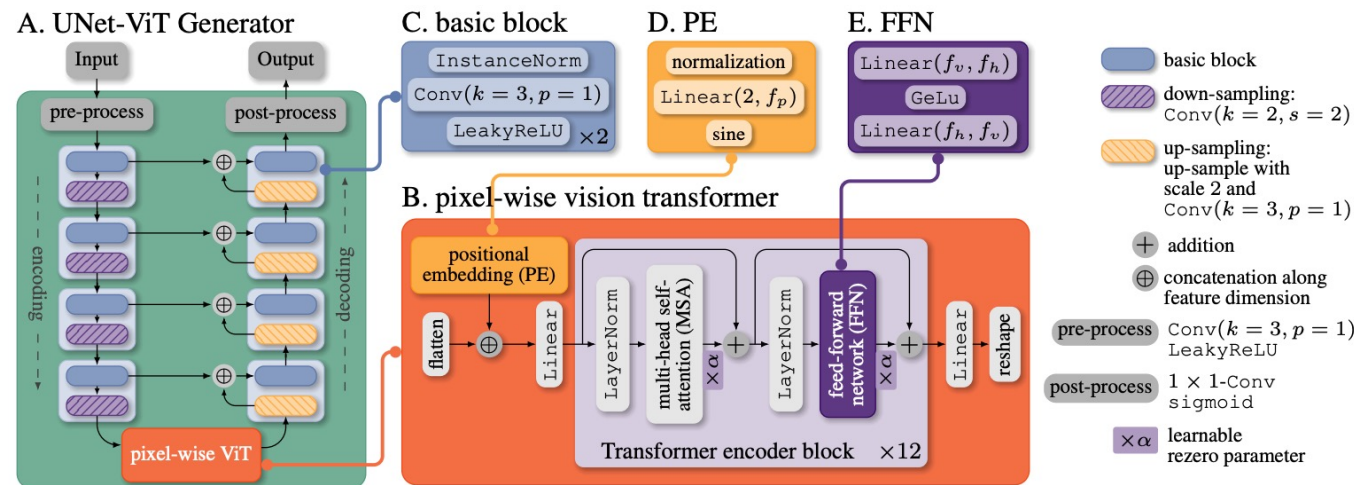 A. UNet-ViT Generator
Input
Output
pre-process
post-process
encoding
decoding
pixel-wise ViT
C. basic block
InstanceNorm
Conv(k = 3, p = 1)
LeakyReLU
×2
D. PE
normalization
Linear(2, f_p)
sine
E. FFN
Linear(f_v, f_h)
GeLu
Linear(f_h, f_v)
B. pixel-wise vision transformer
positional
embedding (PE)
flatten
Linear
LayerNorm
multi-head self-
attention (MSA)
×α
LayerNorm
feed-forward
network (FFN)
×α
Linear
reshape
Transformer encoder block ×12
basic block
down-sampling:
Conv(k = 2, s = 2)
up-sampling:
up-sample with
scale 2 and
Conv(k = 3, p = 1)
addition
concatenation along
feature dimension
pre-process Conv(k = 3, p = 1)
LeakyReLU
post-process 1 × 1-Conv
sigmoid
×α learnable
rezero parameter